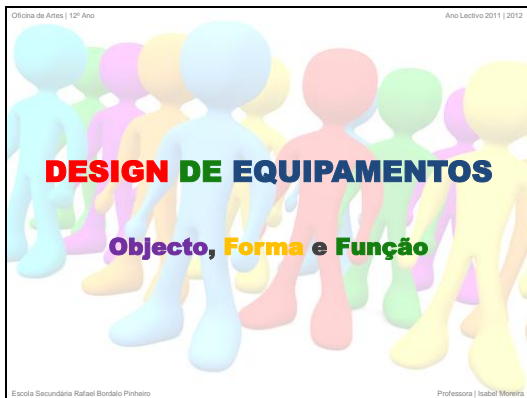 Oficina de Artes | 12º Ano
Ano Lectivo 2011 | 2012
DESIGN DE EQUIPAMENTOS
Objecto, Forma e Função
Escola Secundária Rafael Bordalo Pinheiro
Professora | Isabel Moreira